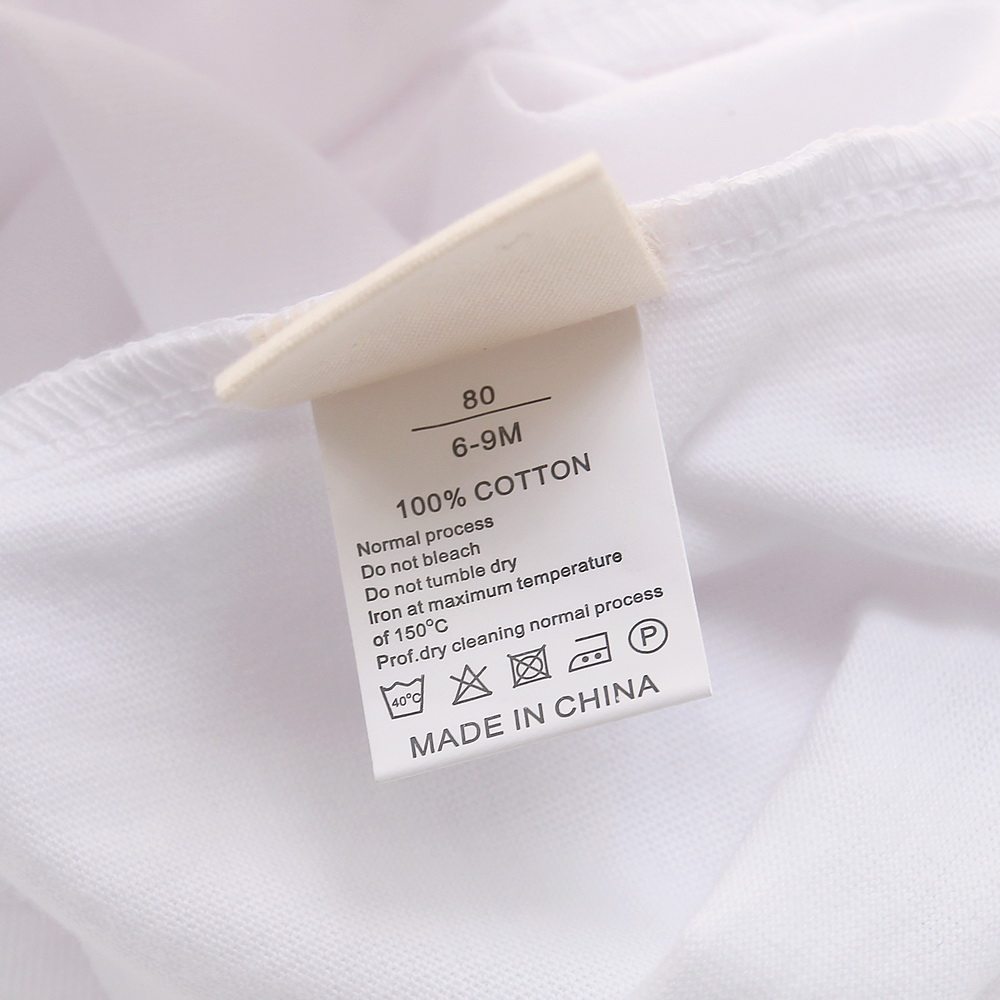 80
6-9M
100% COTTON
Normal process
Do not bleach
Do not tumble dry
Iron at maximum temperature
of 150°C
Prof.dry cleaning normal process
40°C P
MADE IN CHINA